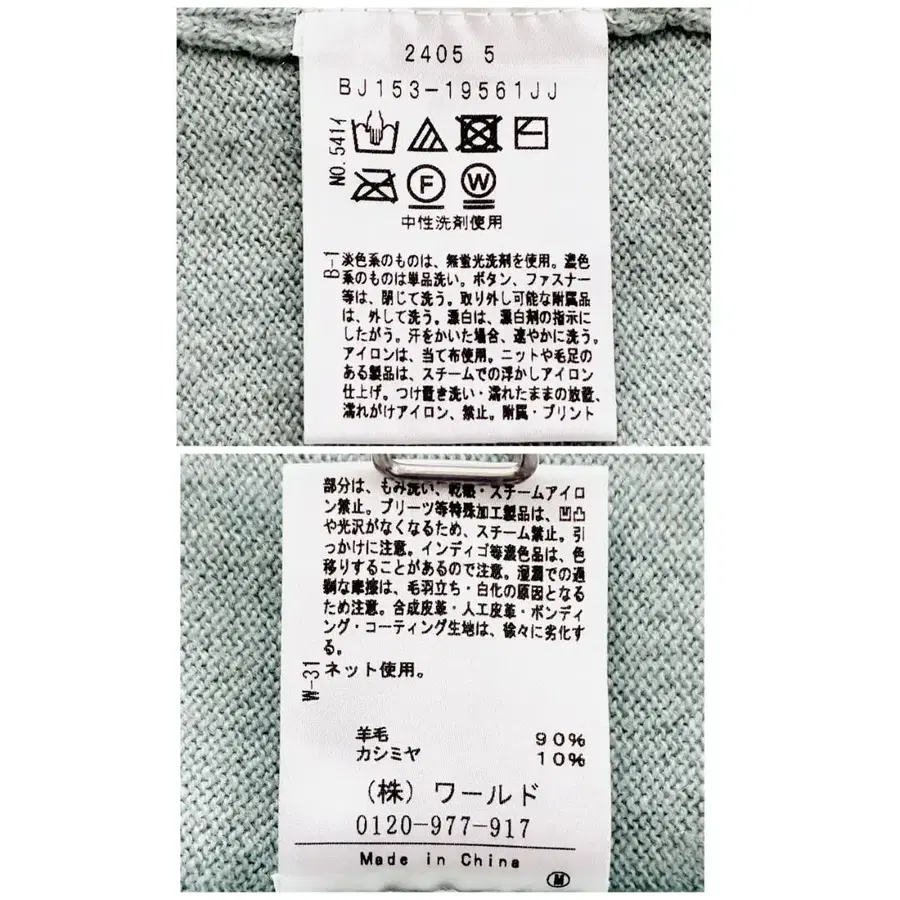 2405 5
BJ153-19561JJ
NO.541イ
F W
中性洗剤使用
B-1
淡色系のものは、無蛍光洗剤を使用。濃色
系のものは単品洗い。ボタン、ファスナー
等は、閉じて洗う。取り外し可能な附属品
は、外して洗う。漂白は、漂白剤の指示に
したがう。汗をかいた場合、速やかに洗う。
アイロンは、当て布使用。ニットや毛足の
ある製品は、スチームでの浮かしアイロン
仕上げ。つけ置き洗い・濡れたままの放置、
濡れがけアイロン、禁止。附属・プリント
部分は、もみ洗い、乾燥・スチームアイロ
ン禁止。プリーツ等特殊加工製品は、凹凸
や光沢がなくなるため、スチーム禁止。引
っかけに注意。インディゴ等濃色品は、色
移りすることがあるので注意。湿潤での過
剰な摩擦は、毛羽立ち・白化の原因となる
ため注意。合成皮革・人工皮革・ボンディ
ング・コーティング生地は、徐々に劣化す
る。
W-31
ネット使用。
羊毛 90%
カシミヤ 10%
(株)ワールド
0120-977-917
Made in China
M